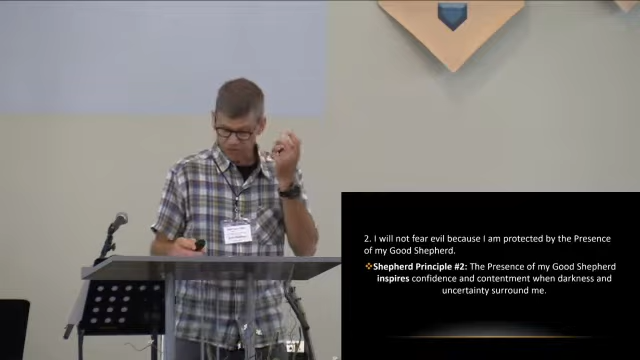 2. I will not fear evil because I am protected by the Presence
of my Good Shepherd.
❖Shepherd Principle #2: The Presence of my Good Shepherd
inspires confidence and contentment when darkness and
uncertainty surround me.